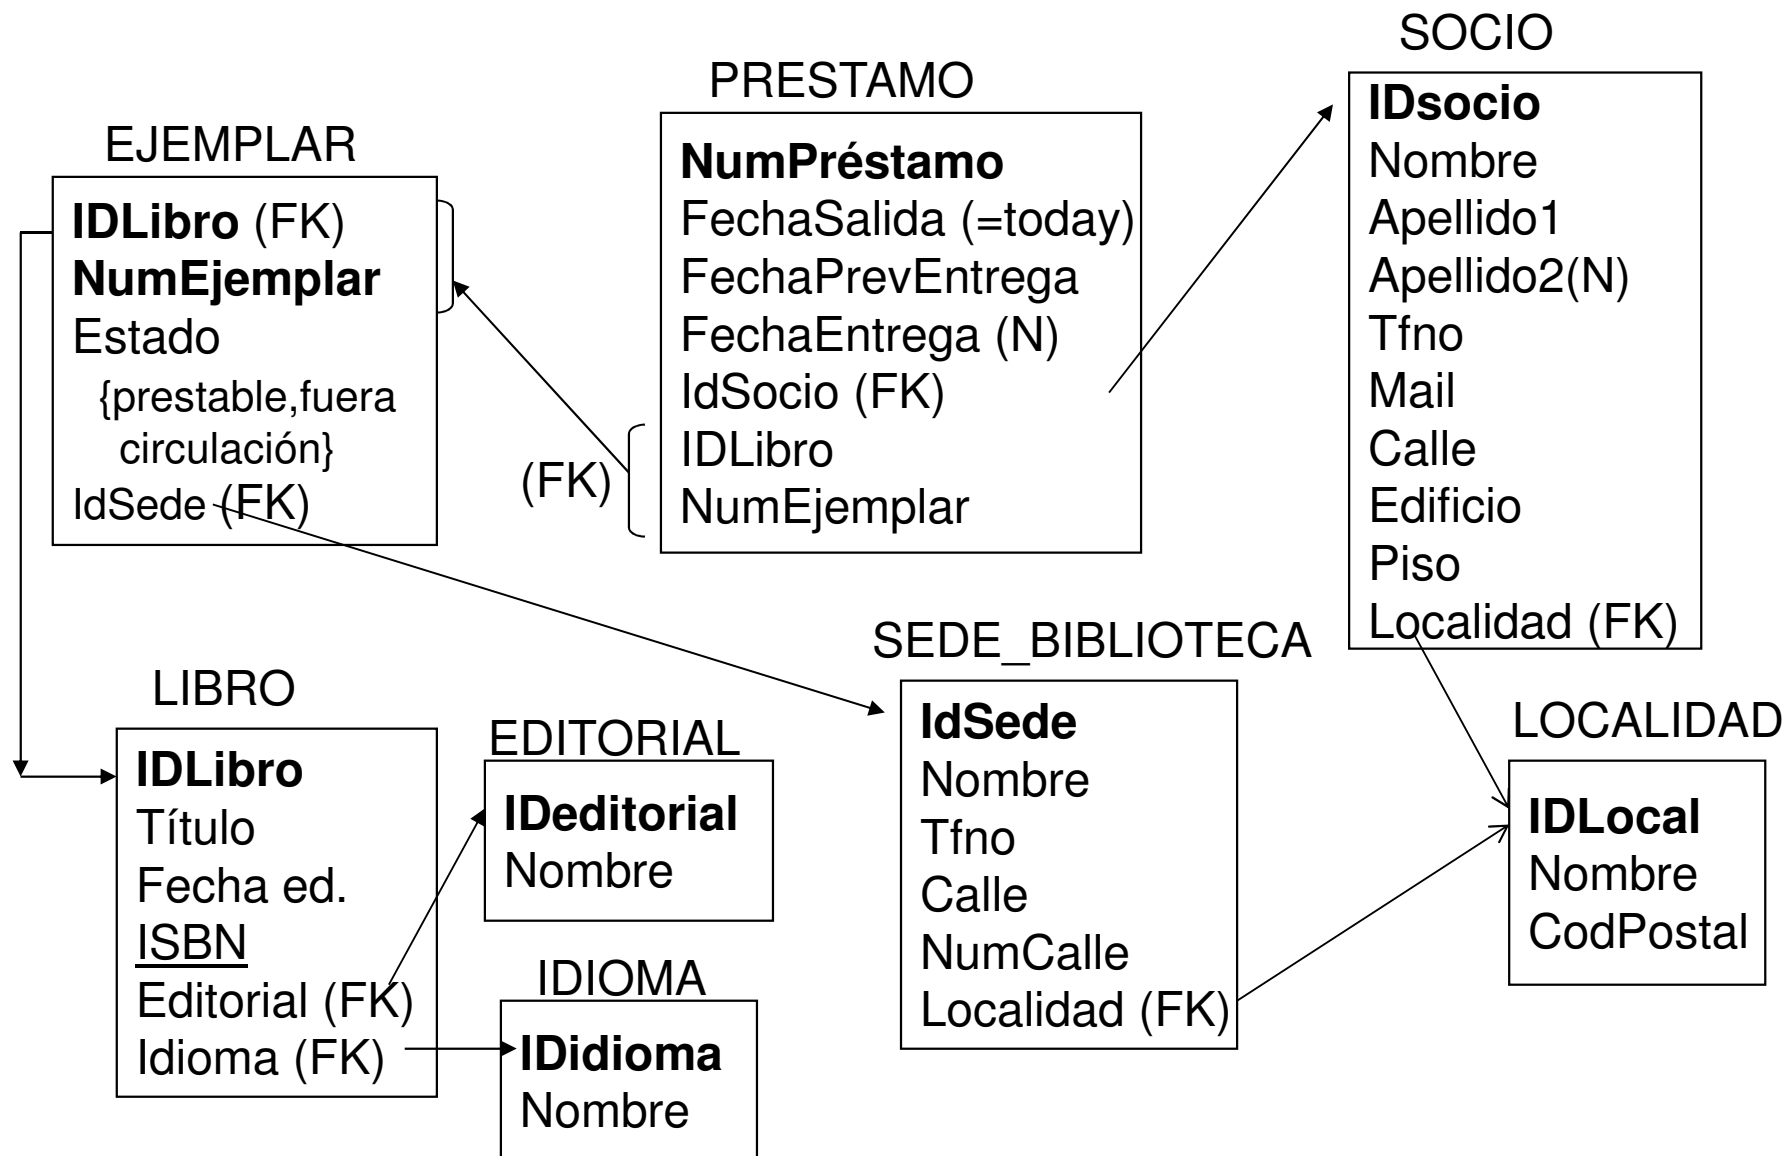 EJEMPLAR
IDLibro (FK)
NumEjemplar
Estado
{prestable,fuera
circulación}
IdSede (FK)
PRESTAMO
NumPréstamo
FechaSalida (=today)
FechaPrevEntrega
FechaEntrega (N)
IdSocio (FK)
IDLibro
NumEjemplar
(FK)
SOCIO
IDsocio
Nombre
Apellido1
Apellido2(N)
Tfno
Mail
Calle
Edificio
Piso
Localidad (FK)
LIBRO
IDLibro
Título
Fecha ed.
ISBN
Editorial (FK)
Idioma (FK)
EDITORIAL
IDeditorial
Nombre
IDIOMA
IDidioma
Nombre
SEDE_BIBLIOTECA
IdSede
Nombre
Tfno
Calle
NumCalle
Localidad (FK)
LOCALIDAD
IDLocal
Nombre
CodPostal